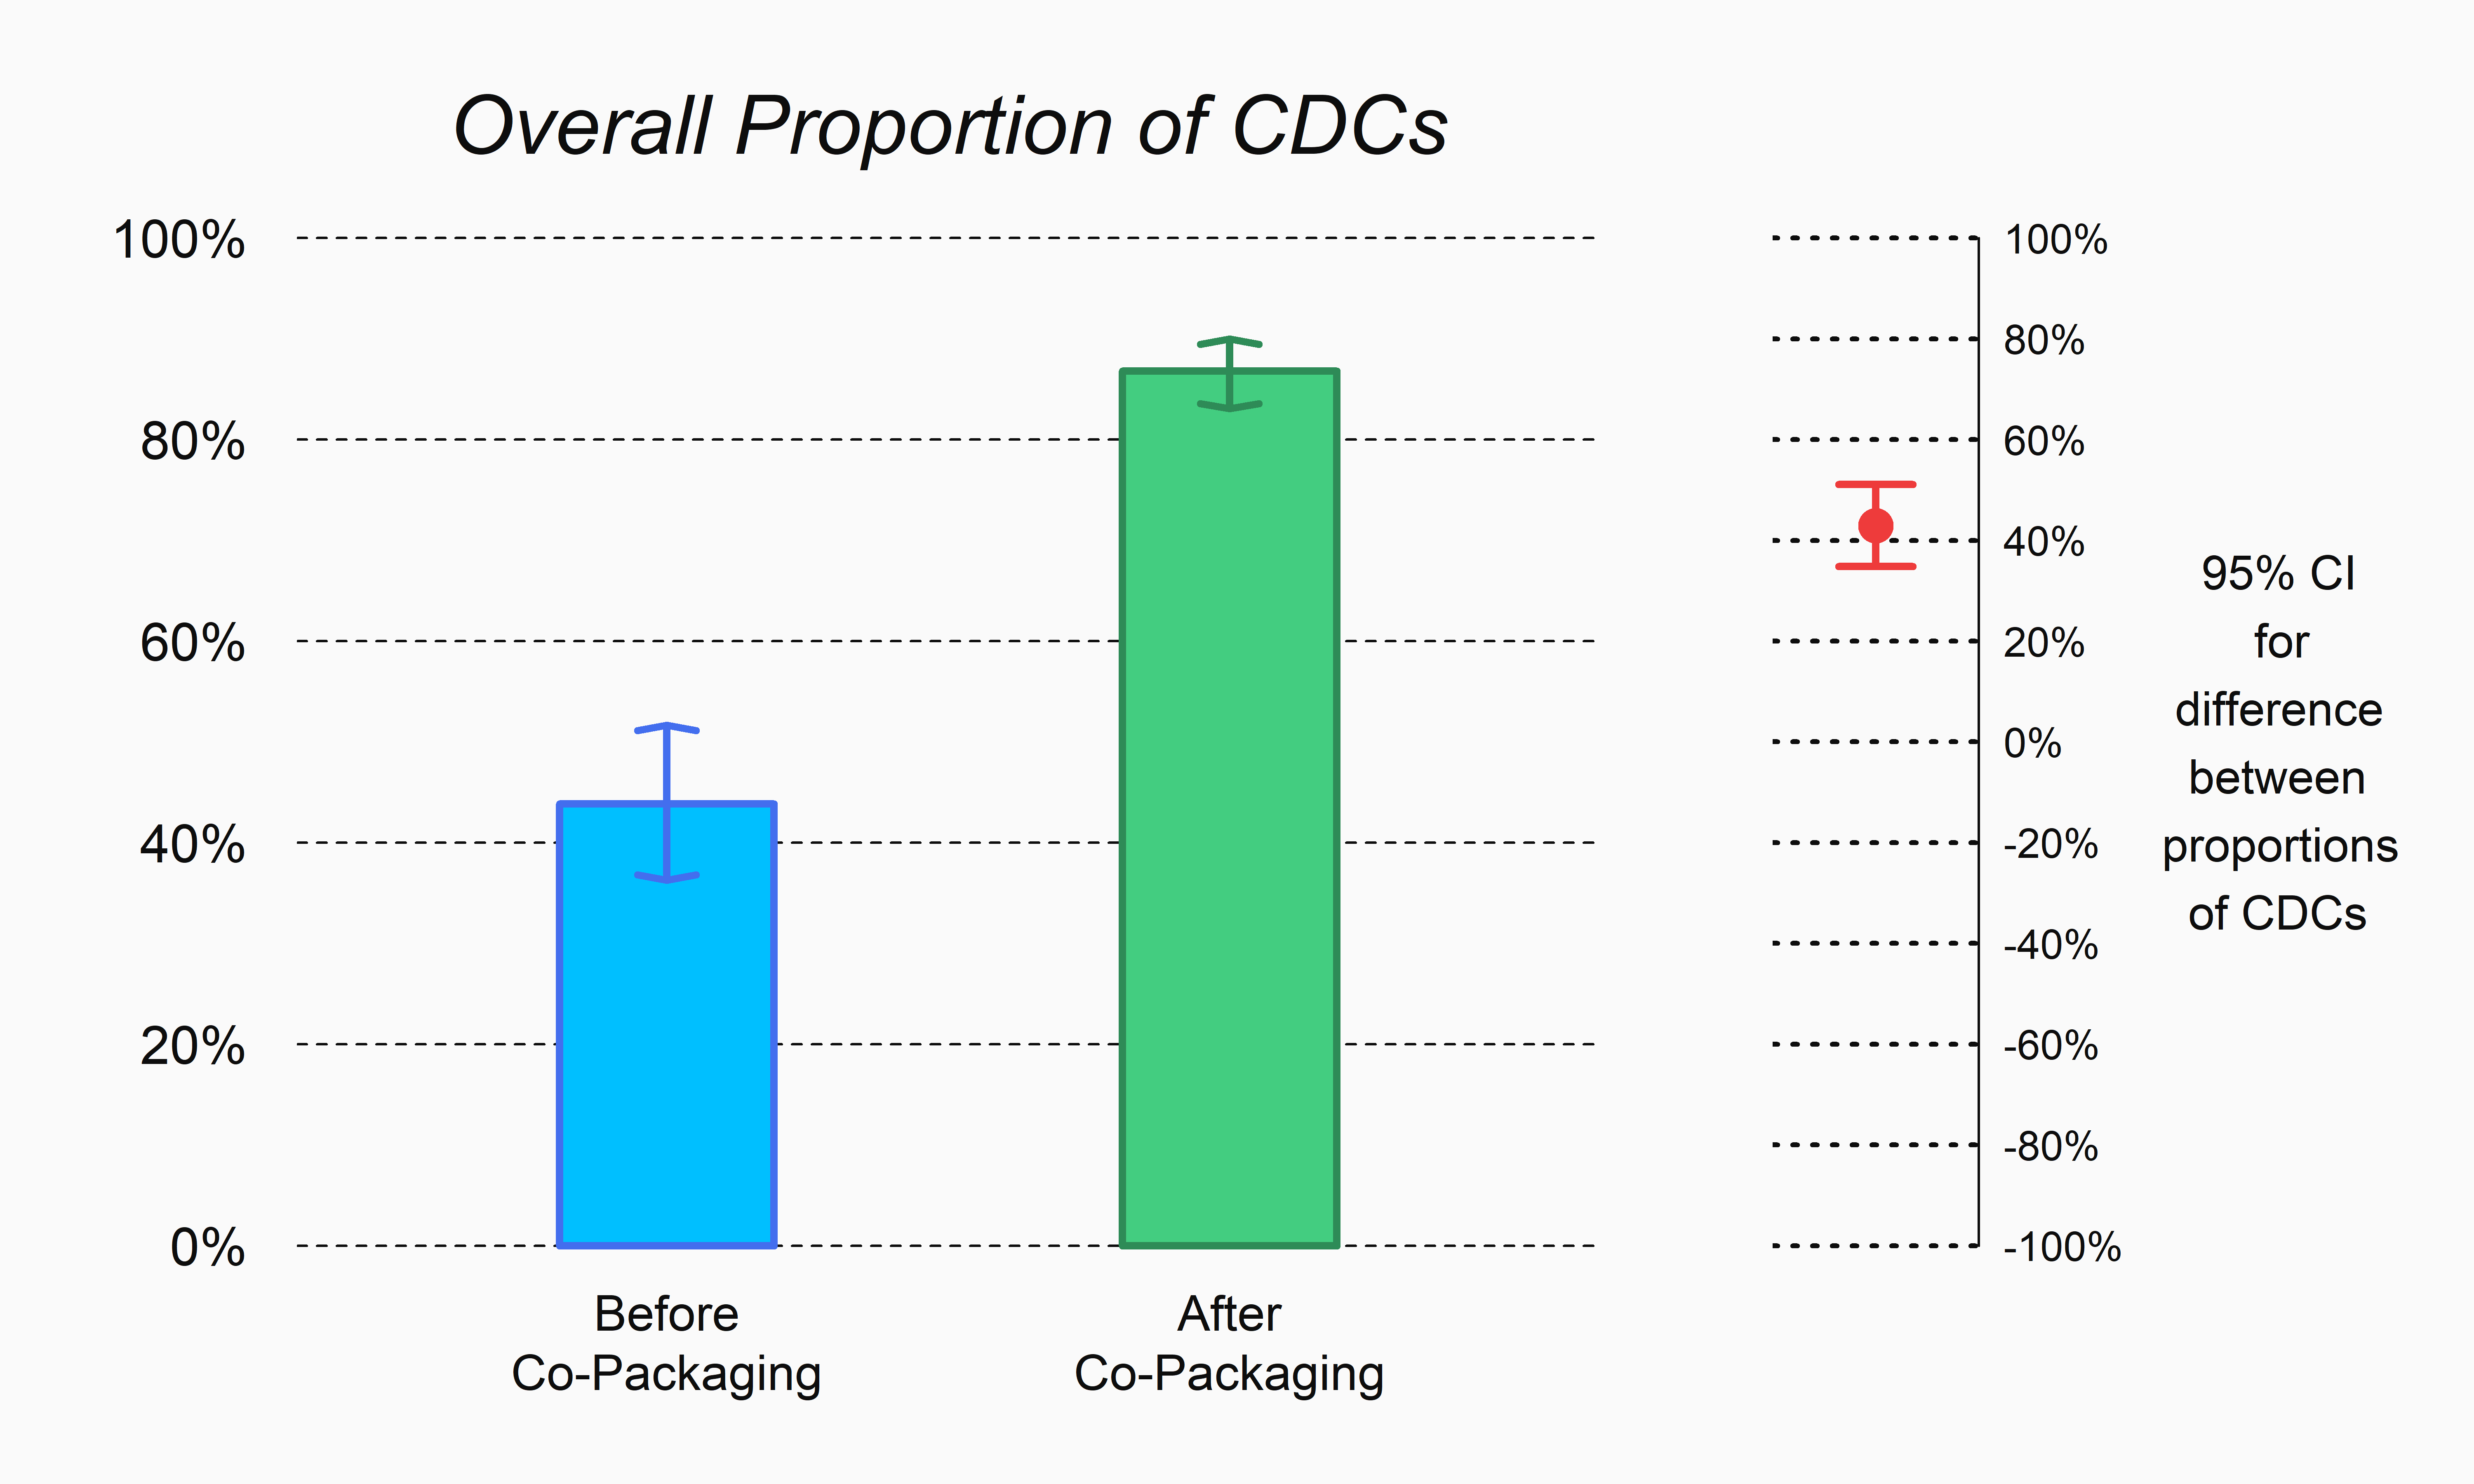 Overall Proportion of CDCs
100%
80%
60%
40%
20%
0%
Before
Co-Packaging
After
Co-Packaging
100%
80%
60%
40%
20%
0%
-20%
-40%
-60%
-80%
-100%
95% CI
for
difference
between
proportions
of CDCs